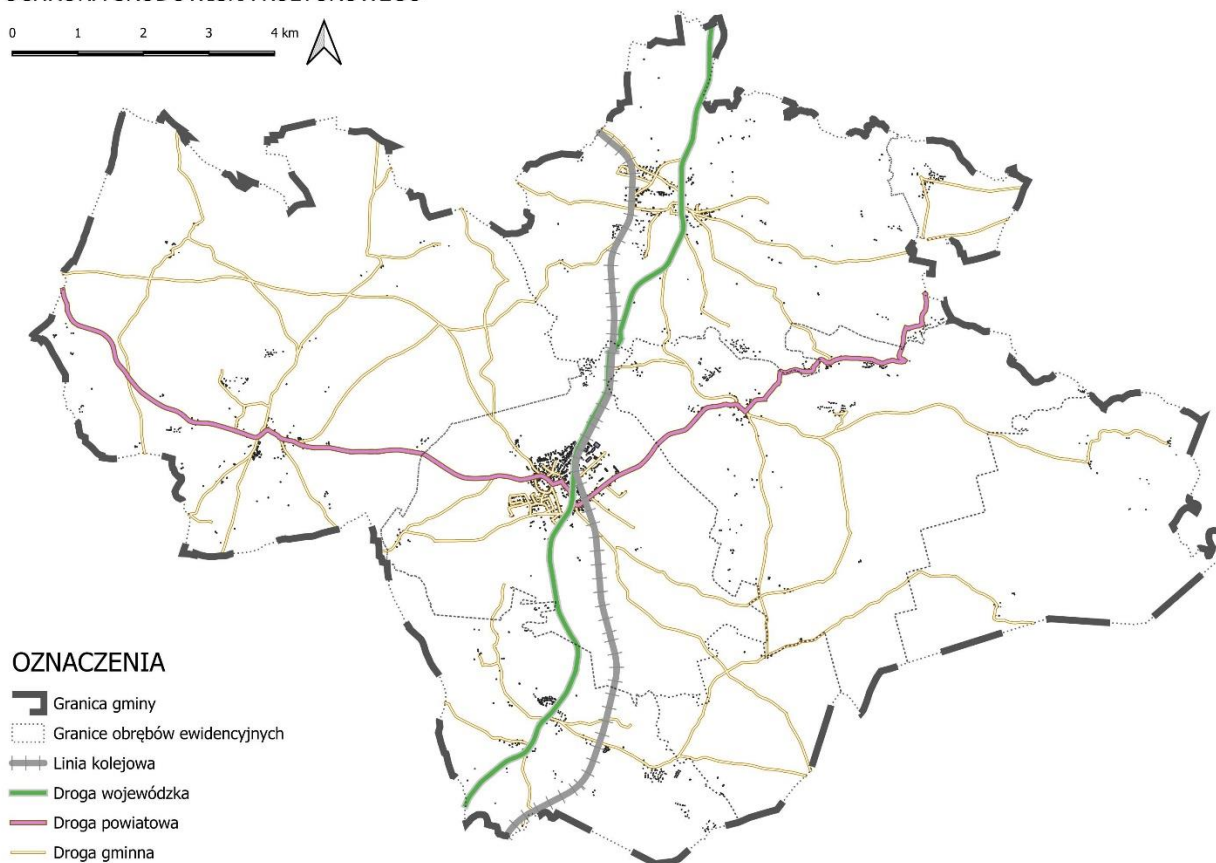 0 1 2 3 4 km
OZNACZENIA
Granica gminy
Granice obrębów ewidencyjnych
Linia kolejowa
Droga wojewódzka
Droga powiatowa
Droga gminna